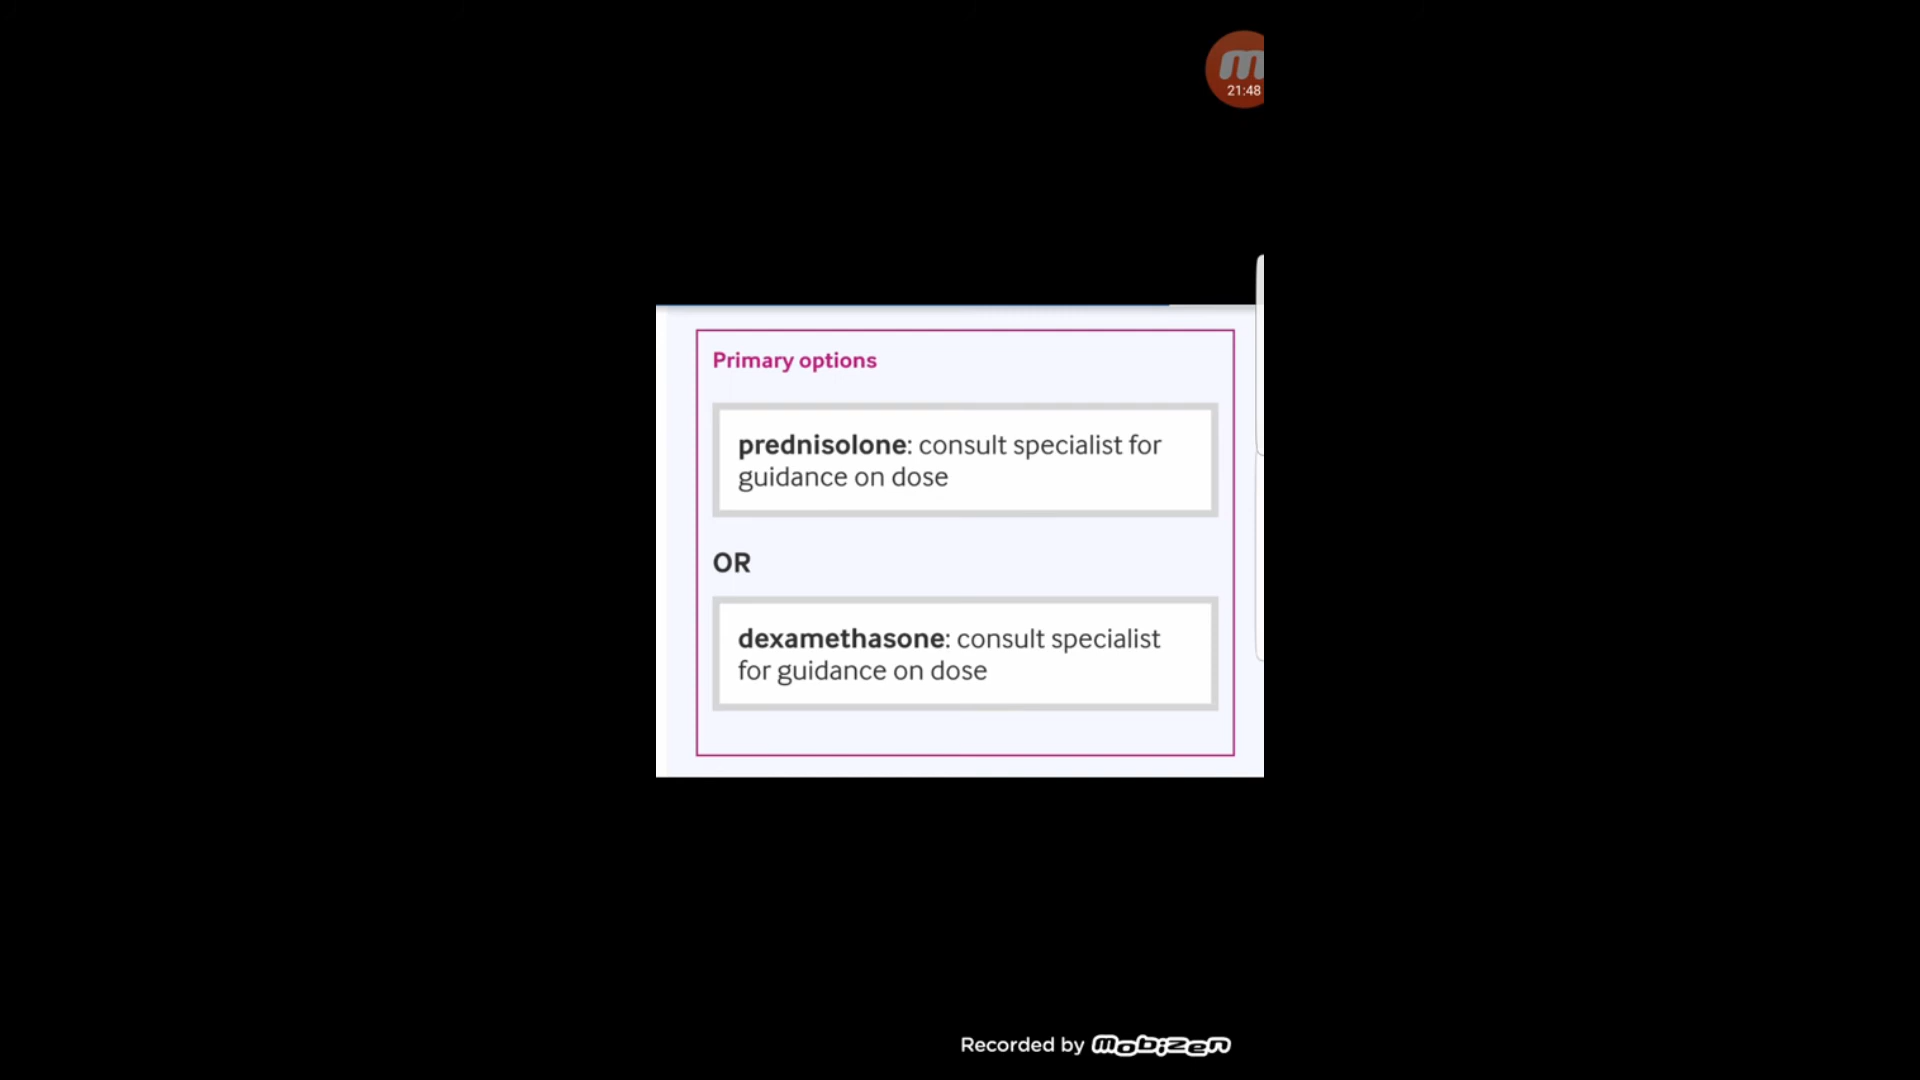 21:48
Primary options
prednisolone: consult specialist for
guidance on dose
OR
dexamethasone: consult specialist
for guidance on dose
Recorded by Mobizen